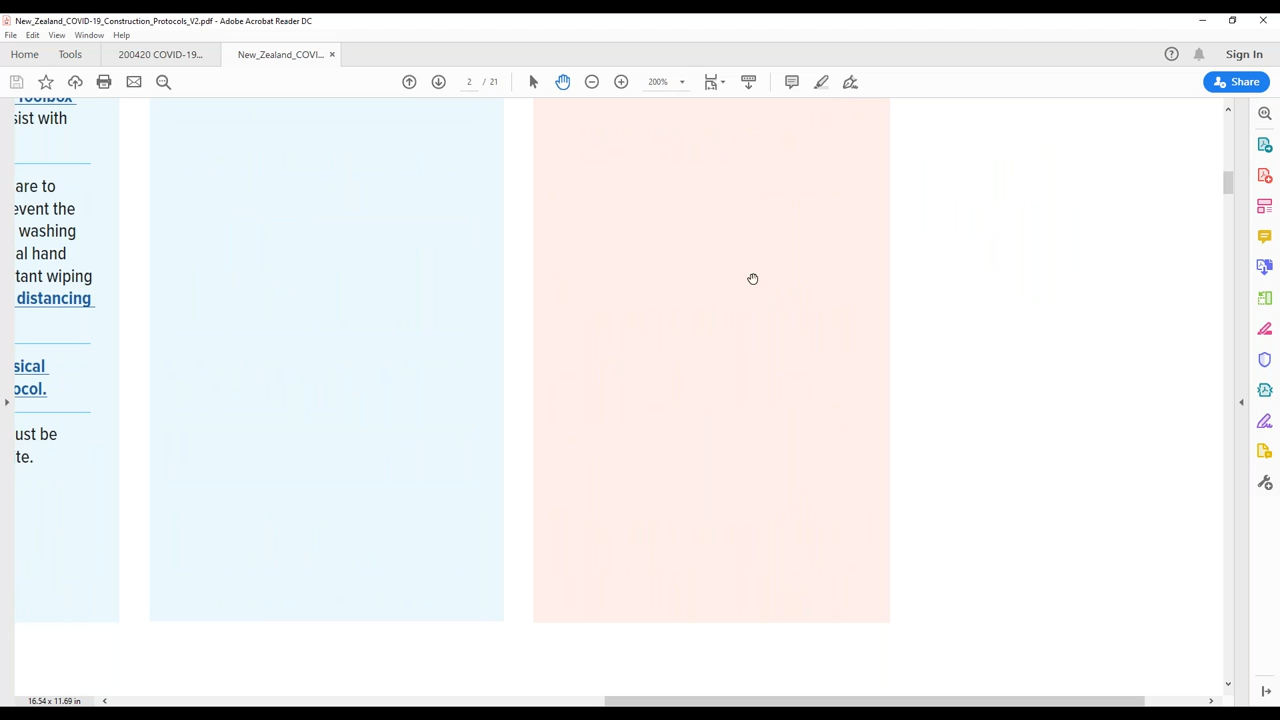 New_Zealand_COVID-19_Construction_Protocols_V2.pdf - Adobe Acrobat Reader DC
File Edit View Window Help
Home Tools 200420 COVID-19... New_Zealand_COVI... ×
2 / 21 200% Sign In
Share
Toolbox
sist with
are to
event the
washing
al hand
tant wiping
distancing
sical
ocol.
ust be
te.
16.54 x 11.69 in